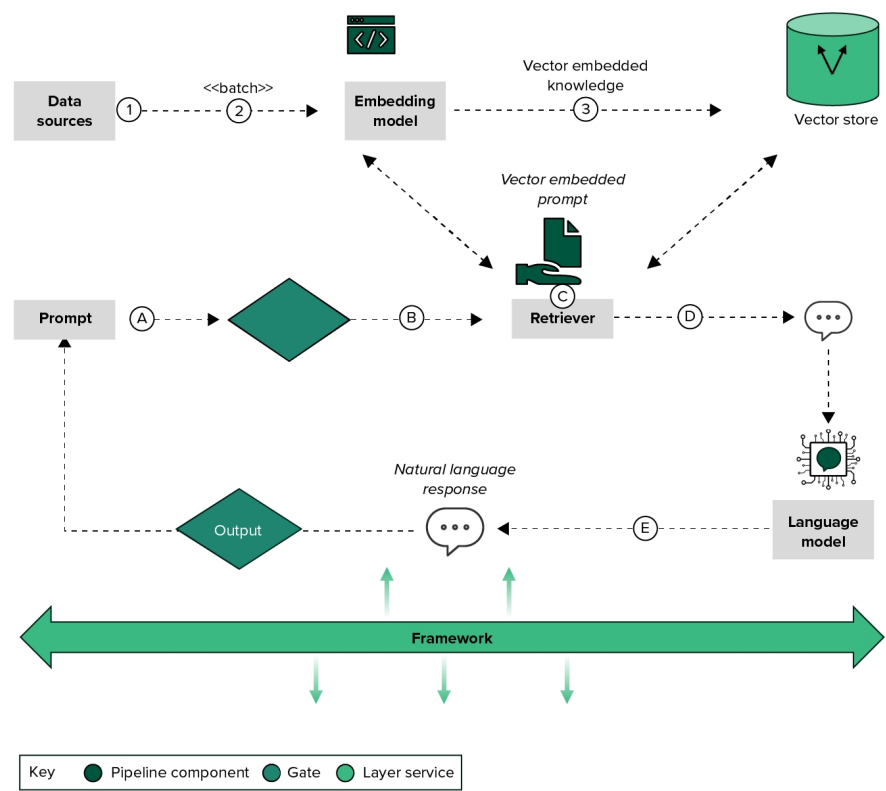 </>
Data
sources
1
<<batch>>
2
Embedding
model
Vector embedded
knowledge
3
Vector store
Vector embedded
prompt
C
Prompt
A
B
Retriever
D
Natural language
response
Output
E
Language
model
Framework
Key
Pipeline component
Gate
Layer service